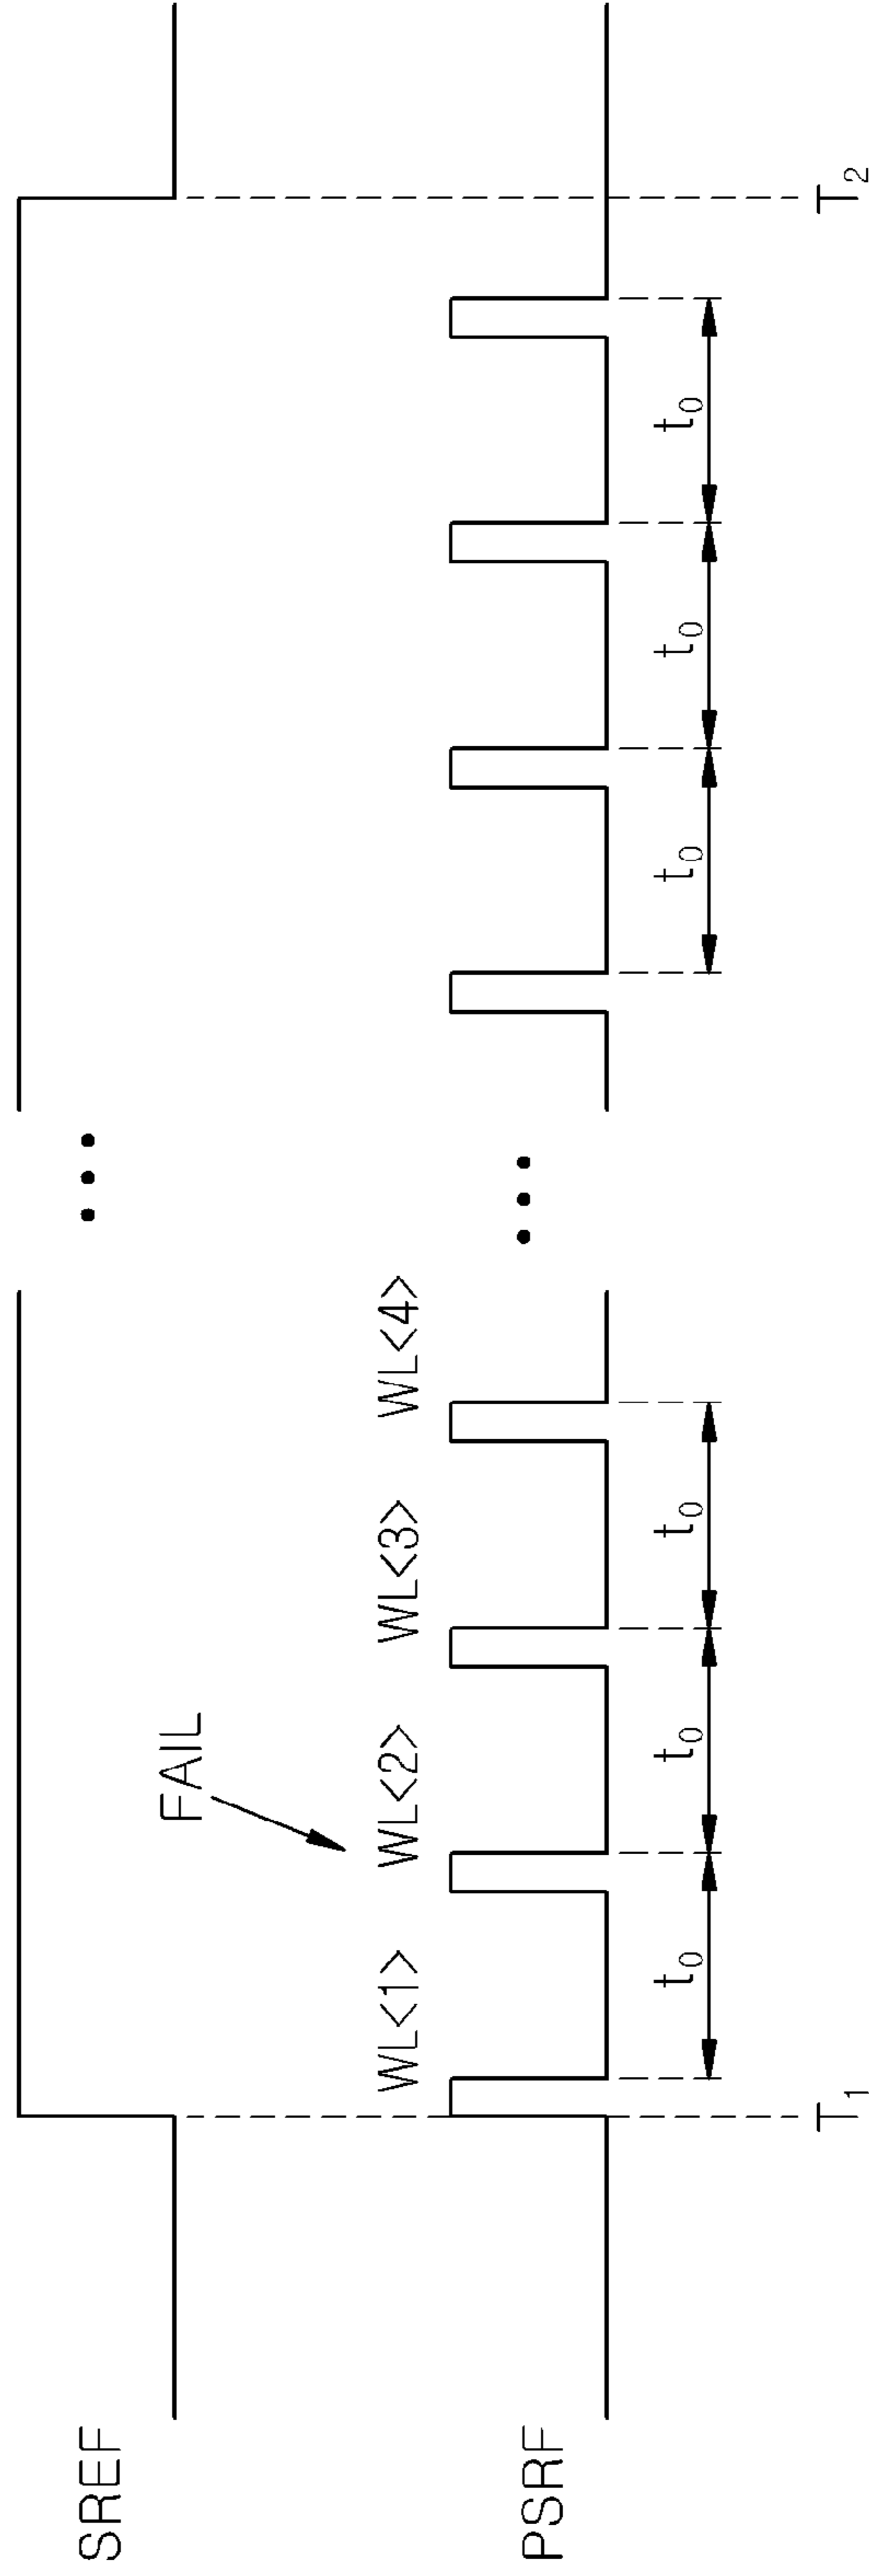 SREF
FAIL
WL<1> WL<2> WL<3> WL<4>
PSRF
t0 t0 t0 t0 t0 t0
T1 T2